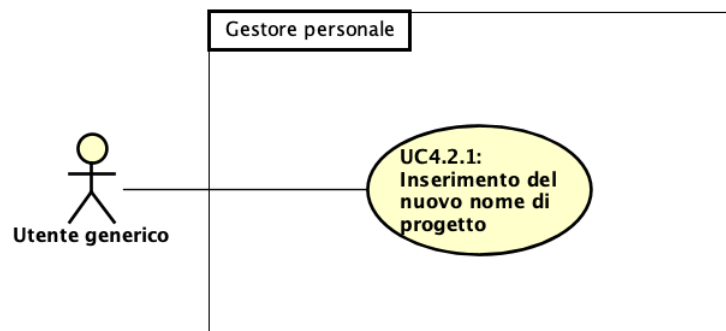 Gestore personale
UC4.2.1:
Inserimento del
nuovo nome di
progetto
Utente generico